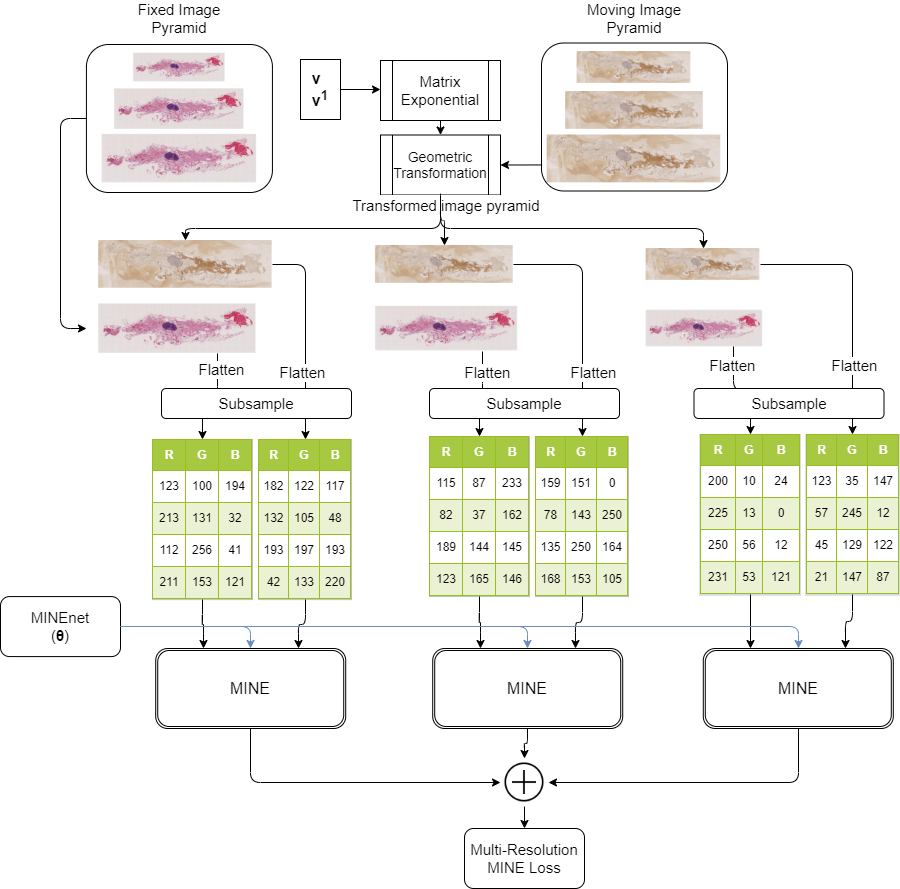 Fixed Image
Pyramid
Moving Image
Pyramid
v
v1
Matrix
Exponential
Geometric
Transformation
Transformed image pyramid
Flatten
Flatten
Flatten
Flatten
Flatten
Flatten
Subsample
Subsample
Subsample
R G B R G B
123 100 194 182 122 117
213 131 32 132 105 48
112 256 41 193 197 193
211 153 121 42 133 220
R G B R G B
115 87 233 159 151 0
82 37 162 78 143 250
189 144 145 135 250 164
123 165 146 168 153 105
R G B R G B
200 10 24 123 35 147
225 13 0 57 245 12
250 56 12 45 129 122
231 53 121 21 147 87
MINEnet
(θ)
MINE
MINE
MINE
Multi-Resolution
MINE Loss